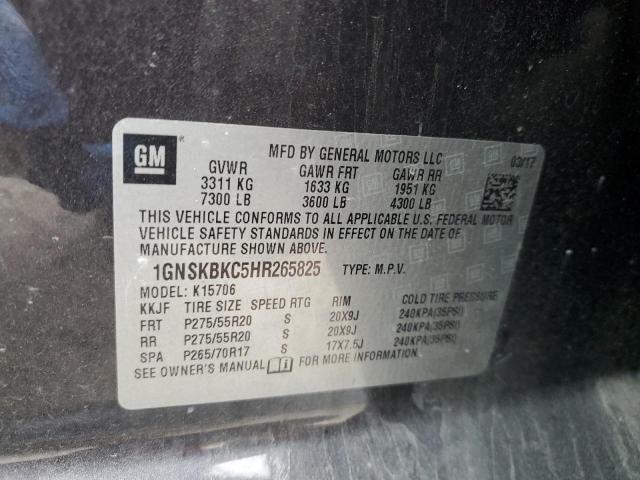 GM
MFD BY GENERAL MOTORS LLC 03/17
GVWR GAWR FRT GAWR RR
3311 KG 1633 KG 1951 KG
7300 LB 3600 LB 4300 LB
THIS VEHICLE CONFORMS TO ALL APPLICABLE U.S. FEDERAL MOTOR
VEHICLE SAFETY STANDARDS IN EFFECT ON THE DATE OF
MANUFACTURE SHOWN ABOVE.
1GNSKBKC5HR265825 TYPE: M.P.V.
MODEL: K15706
KKJF TIRE SIZE SPEED RTG RIM COLD TIRE PRESSURE
FRT P275/55R20 S 20X9J 240KPA(35PSI)
RR P275/55R20 S 20X9J 240KPA(35PSI)
SPA P265/70R17 S 17X7.5J 240KPA(35PSI)
SEE OWNER'S MANUAL FOR MORE INFORMATION